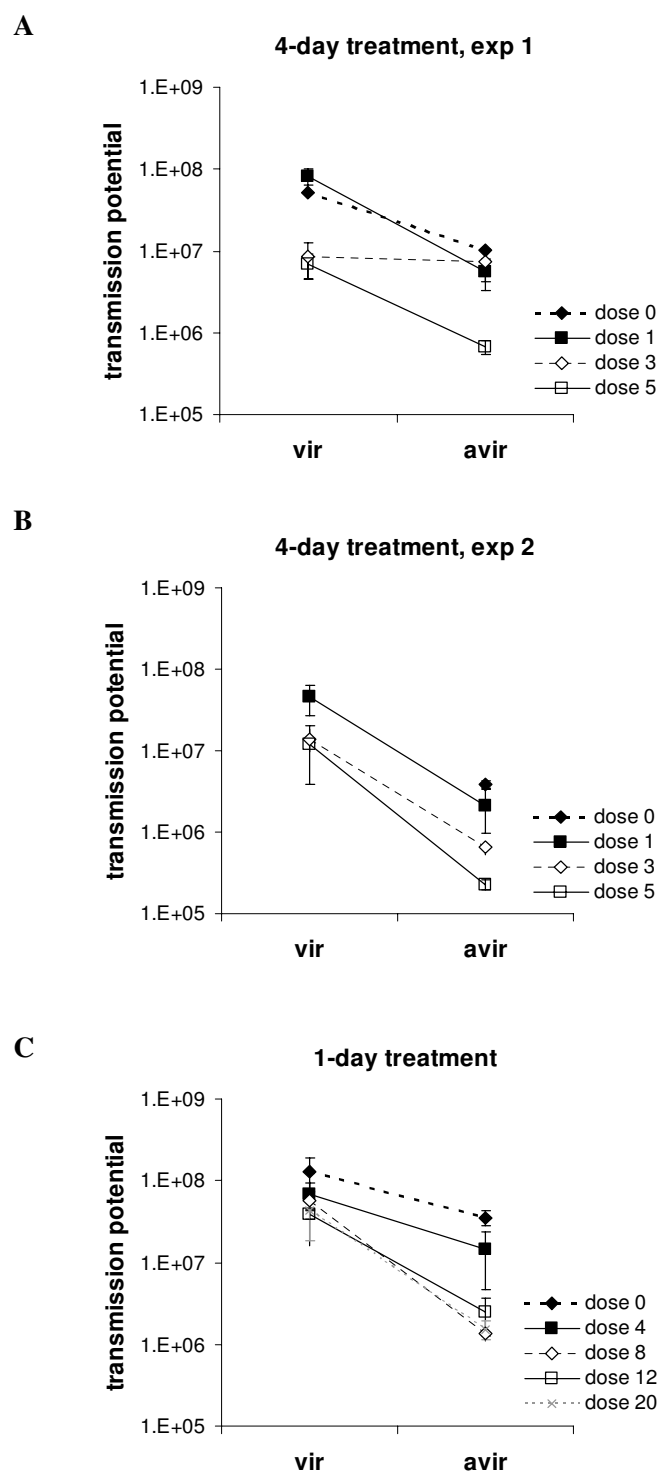 A
4-day treatment, exp 1
transmission potential
1.E+09
1.E+08
1.E+07
1.E+06
1.E+05
vir
avir
dose 0
dose 1
dose 3
dose 5
B
4-day treatment, exp 2
transmission potential
1.E+09
1.E+08
1.E+07
1.E+06
1.E+05
vir
avir
dose 0
dose 1
dose 3
dose 5
C
1-day treatment
transmission potential
1.E+09
1.E+08
1.E+07
1.E+06
1.E+05
vir
avir
dose 0
dose 4
dose 8
dose 12
dose 20